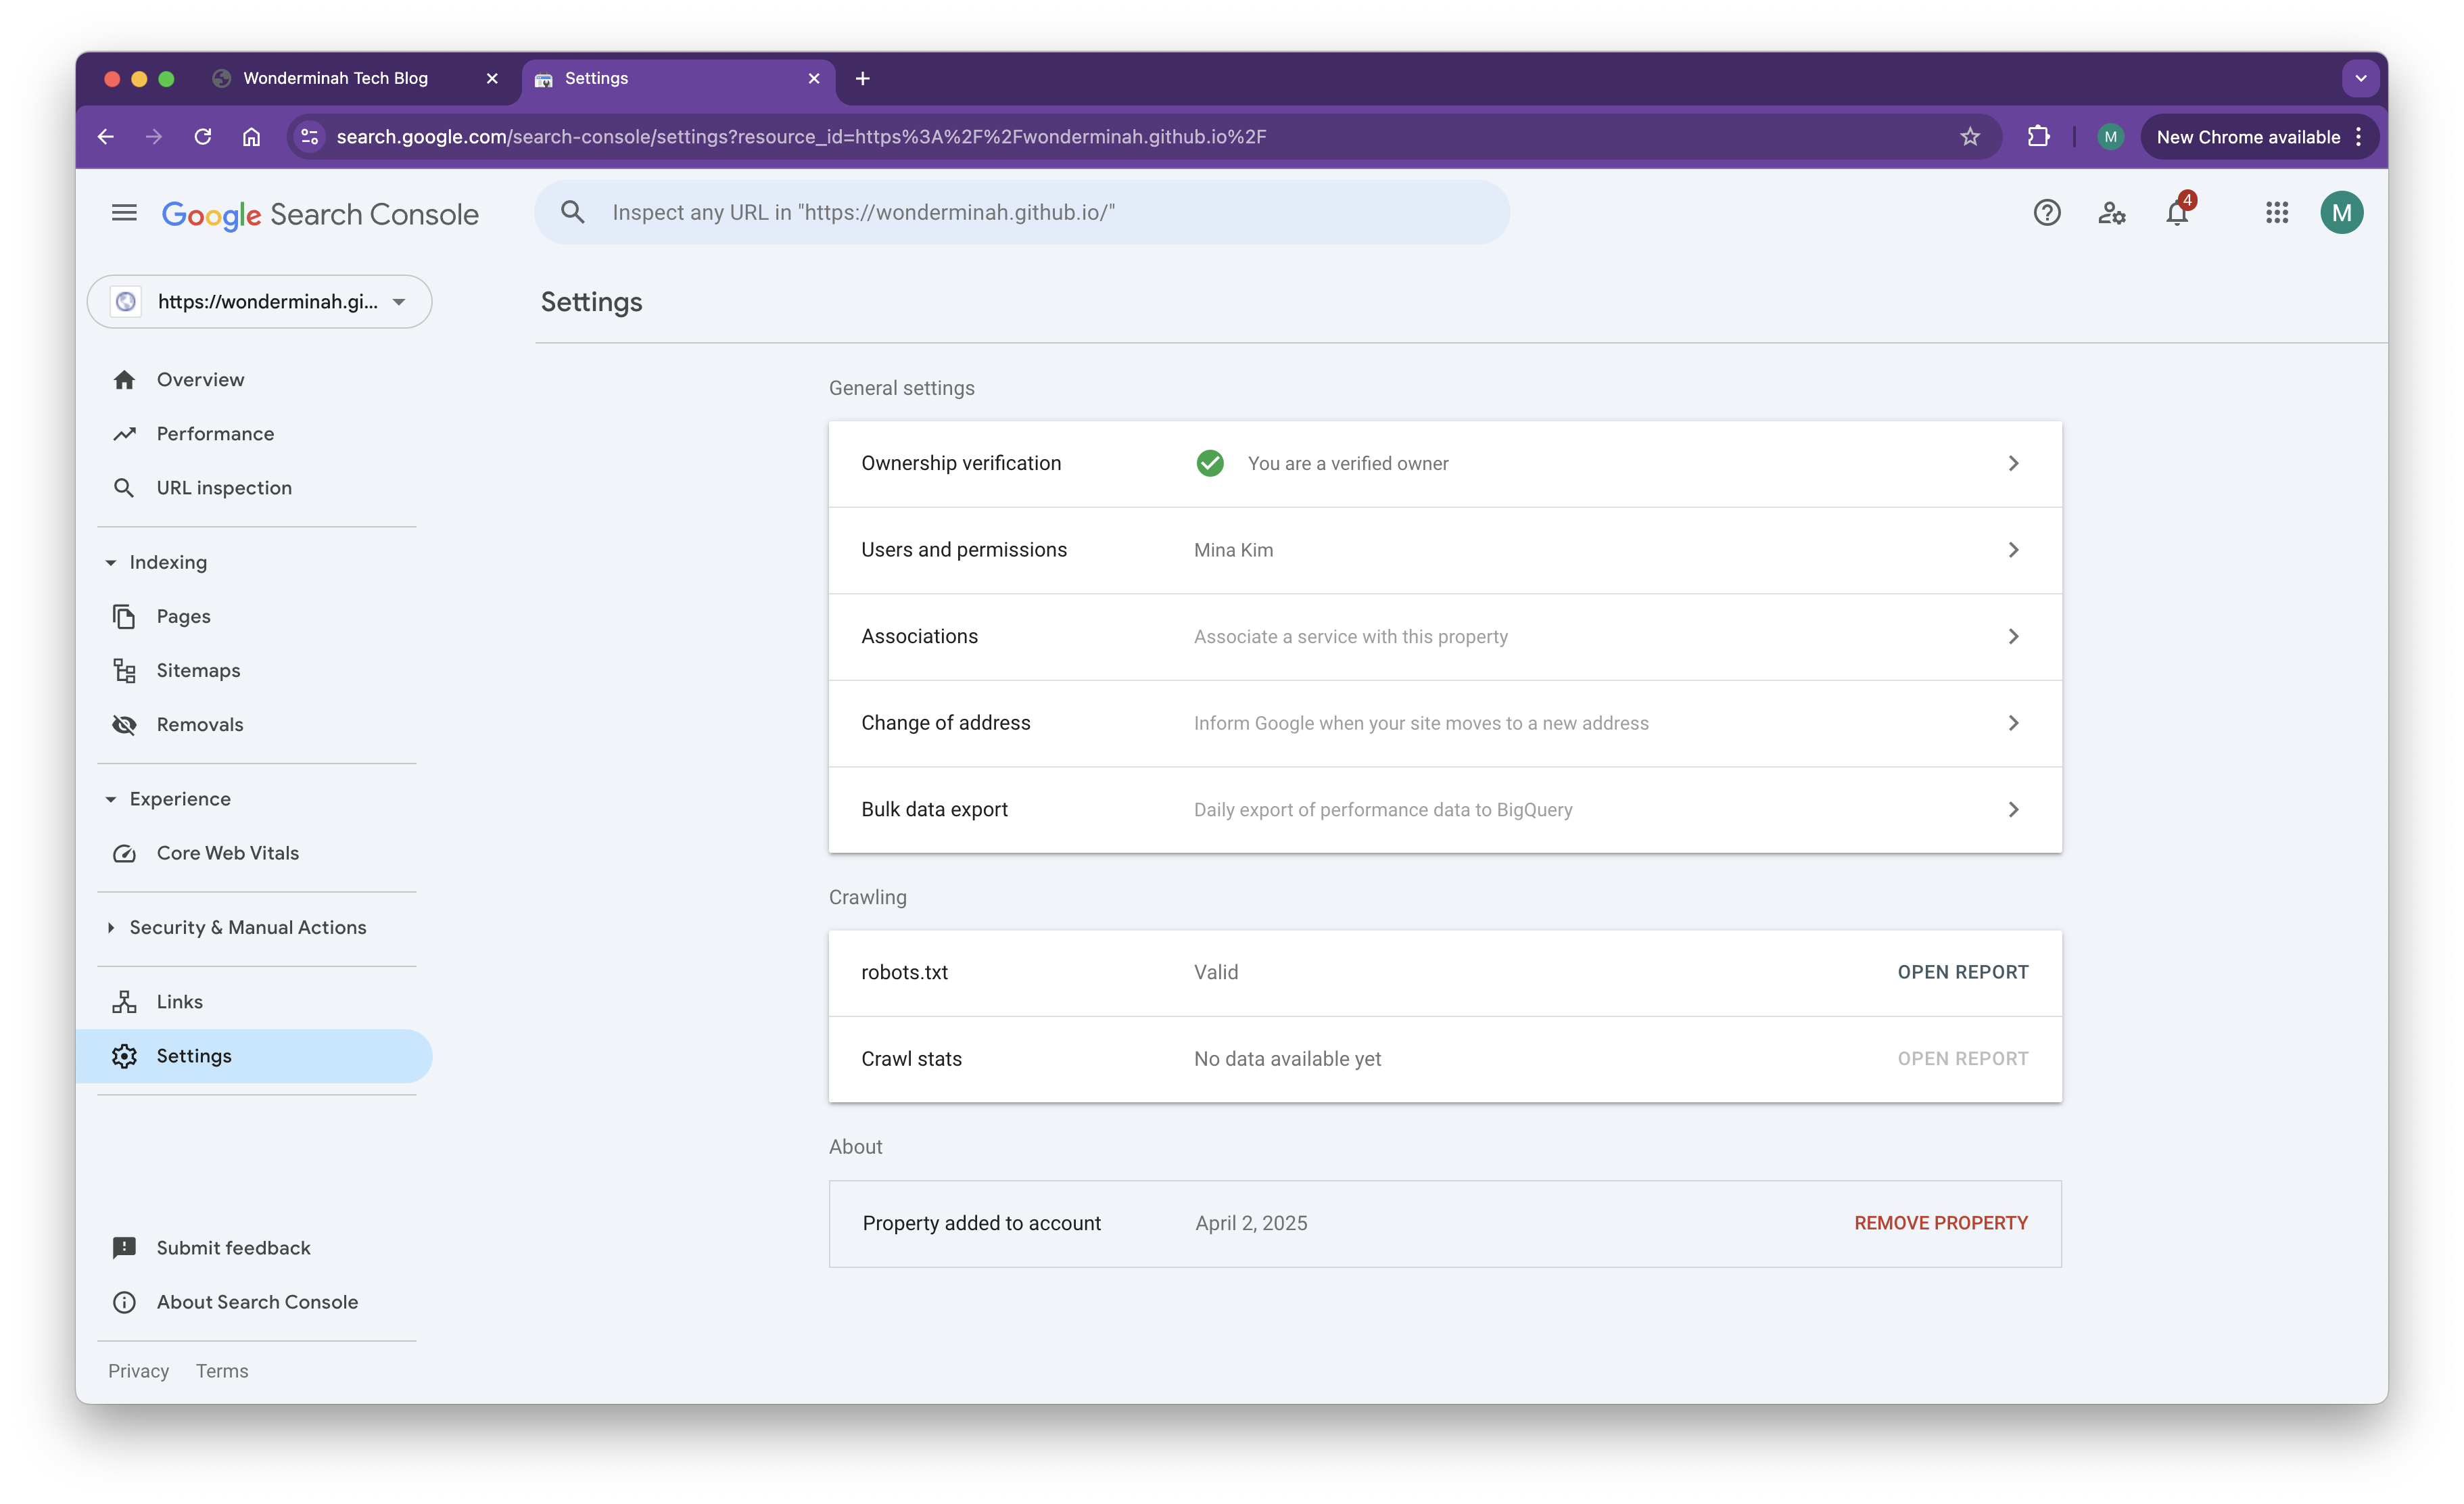 Wonderminah Tech Blog
Settings
search.google.com/search-console/settings?resource_id=https%3A%2F%2Fwonderminah.github.io%2F
M
New Chrome available
Google Search Console
Inspect any URL in "https://wonderminah.github.io/"
4
M
https://wonderminah.gi...
Overview
Performance
URL inspection
Indexing
Pages
Sitemaps
Removals
Experience
Core Web Vitals
Security & Manual Actions
Links
Settings
Submit feedback
About Search Console
Privacy Terms
Settings
General settings
Ownership verification You are a verified owner
Users and permissions Mina Kim
Associations Associate a service with this property
Change of address Inform Google when your site moves to a new address
Bulk data export Daily export of performance data to BigQuery
Crawling
robots.txt Valid OPEN REPORT
Crawl stats No data available yet OPEN REPORT
About
Property added to account April 2, 2025 REMOVE PROPERTY